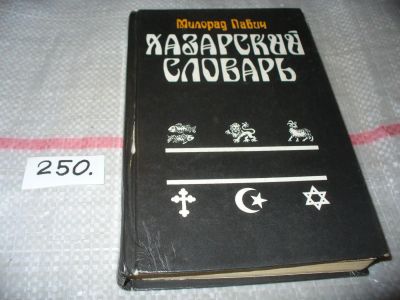 Милорад Павич
ХАЗАРСКИЙ
СЛОВАРЬ
250.